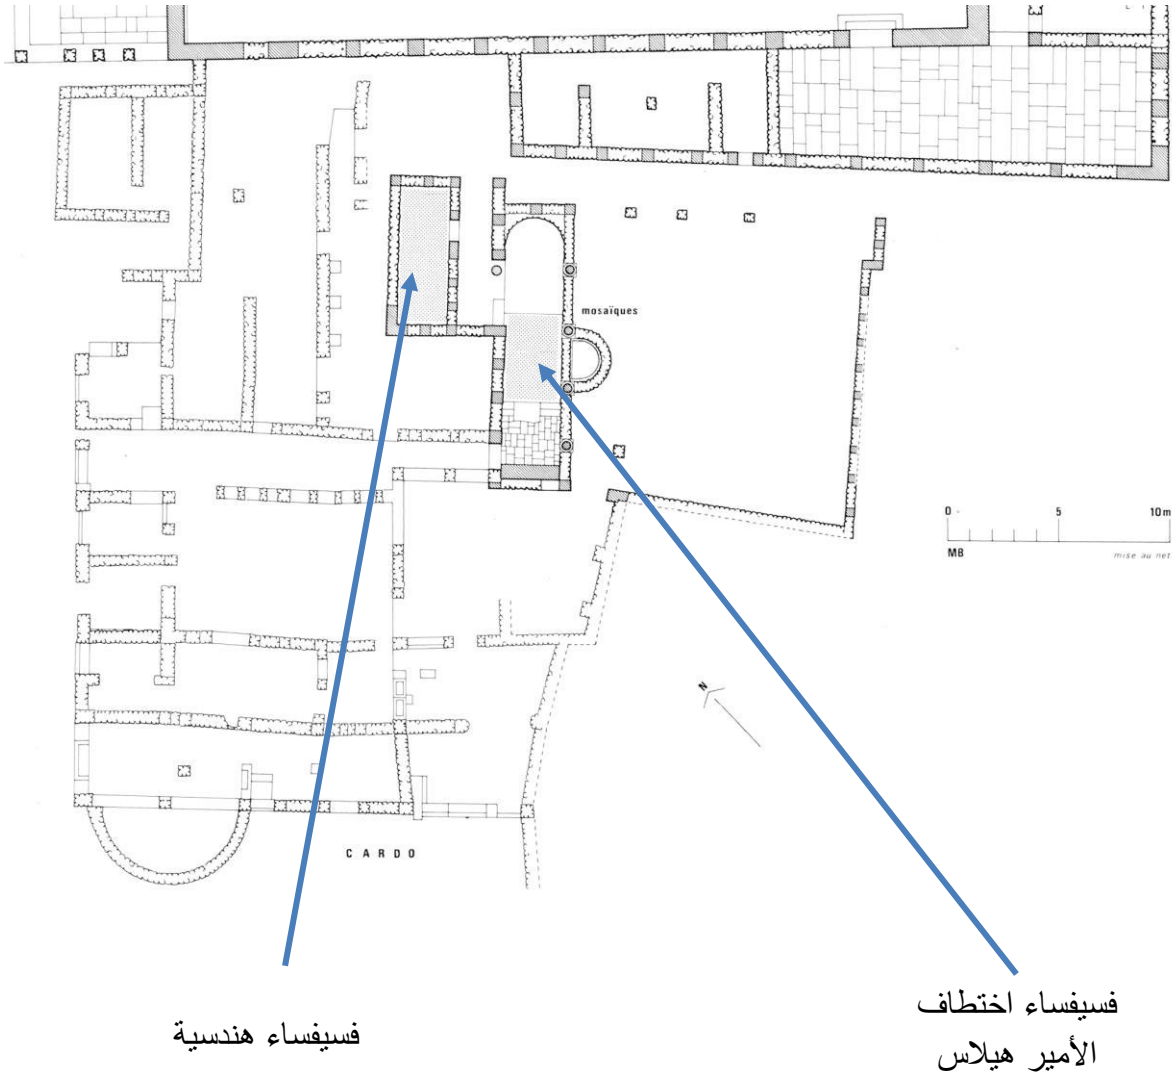 mosaïques
0 5 10m
MB mise au net
N
CARDO
فسيفساء هندسية
فسيفساء اختطاف
الأمير هيلاس